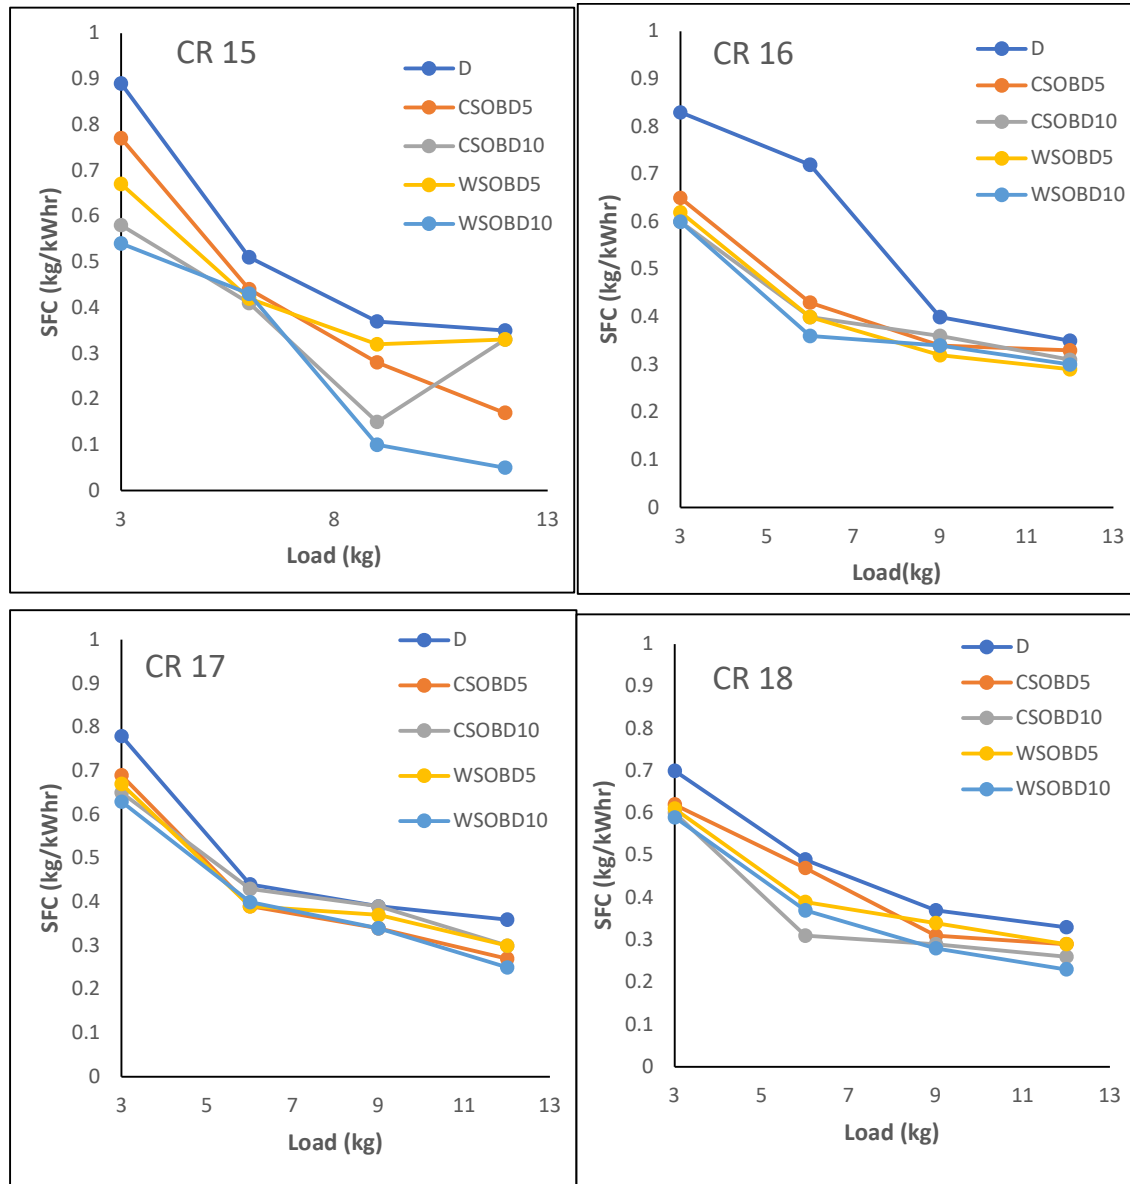 CR 15
1
0.9
0.8
0.7
0.6
0.5
0.4
0.3
0.2
0.1
0
SFC (kg/kWhr)
D
CSOBD5
CSOBD10
WSOBD5
WSOBD10
3 8 13
Load (kg)
CR 16
1
0.9
0.8
0.7
0.6
0.5
0.4
0.3
0.2
0.1
0
SFC (kg/kWhr)
D
CSOBD5
CSOBD10
WSOBD5
WSOBD10
3 5 7 9 11 13
Load(kg)
CR 17
1
0.9
0.8
0.7
0.6
0.5
0.4
0.3
0.2
0.1
0
SFC (kg/kWhr)
D
CSOBD5
CSOBD10
WSOBD5
WSOBD10
3 5 7 9 11 13
Load (kg)
CR 18
1
0.9
0.8
0.7
0.6
0.5
0.4
0.3
0.2
0.1
0
SFC (kg/kWhr)
D
CSOBD5
CSOBD10
WSOBD5
WSOBD10
3 5 7 9 11 13
Load (kg)